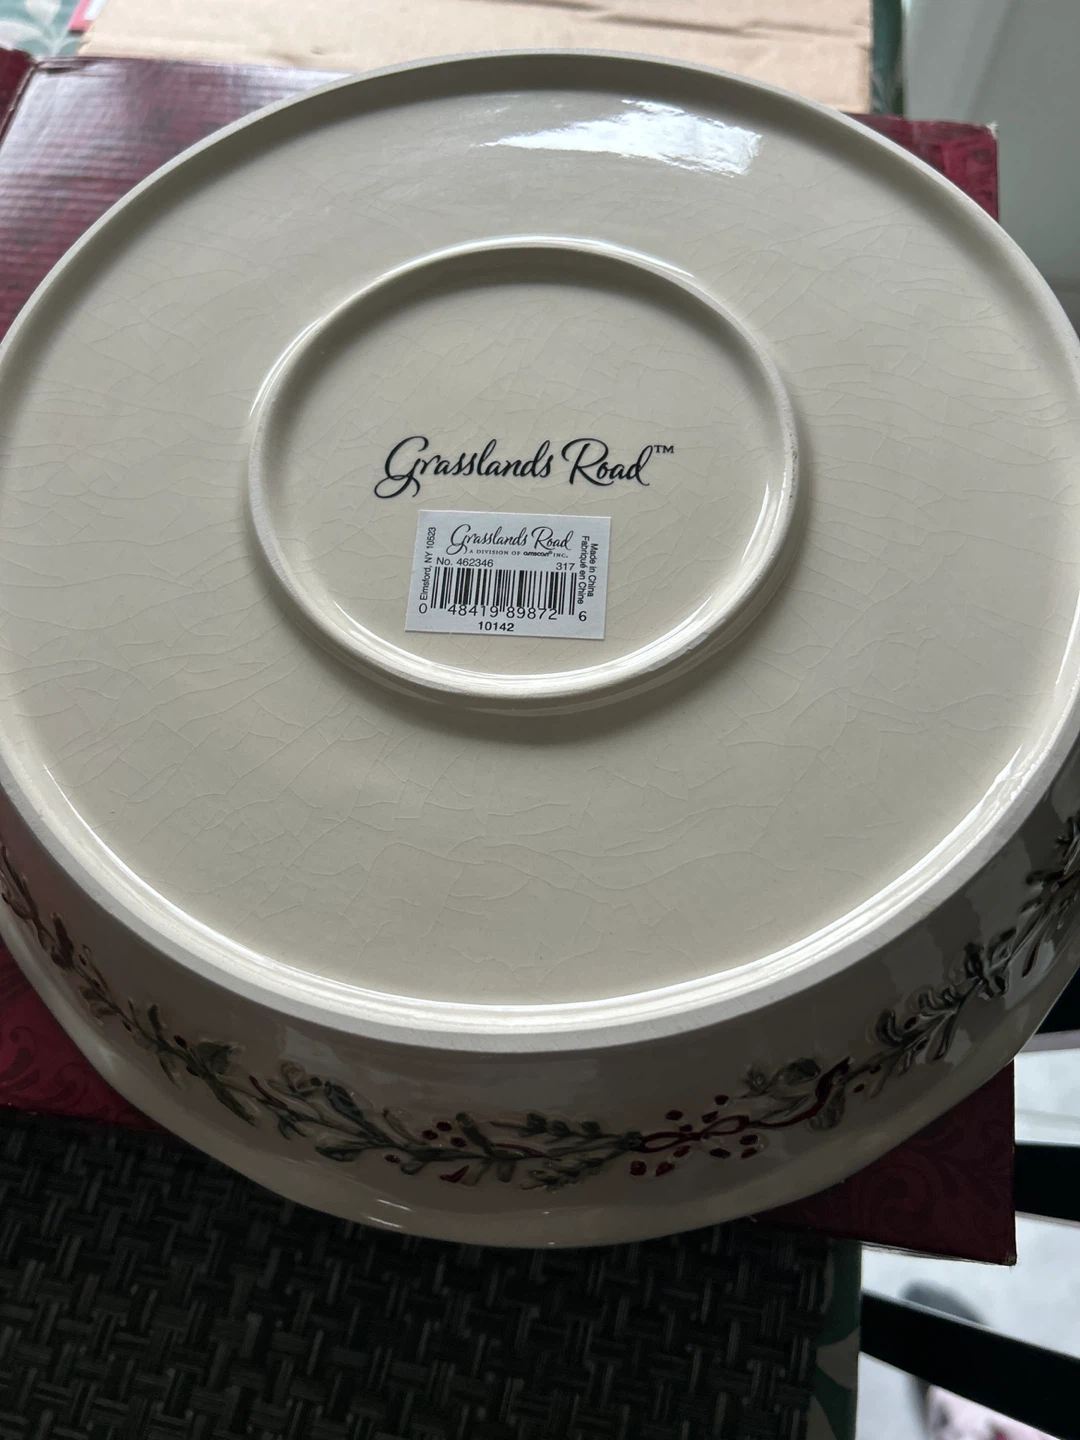 Grasslands Road™
Grasslands Road
A DIVISION OF amscan® INC.
No. 462346 317
Elmsford, NY 10523
Made in China
Fabriqué en Chine
0 48419 89872 6
10142